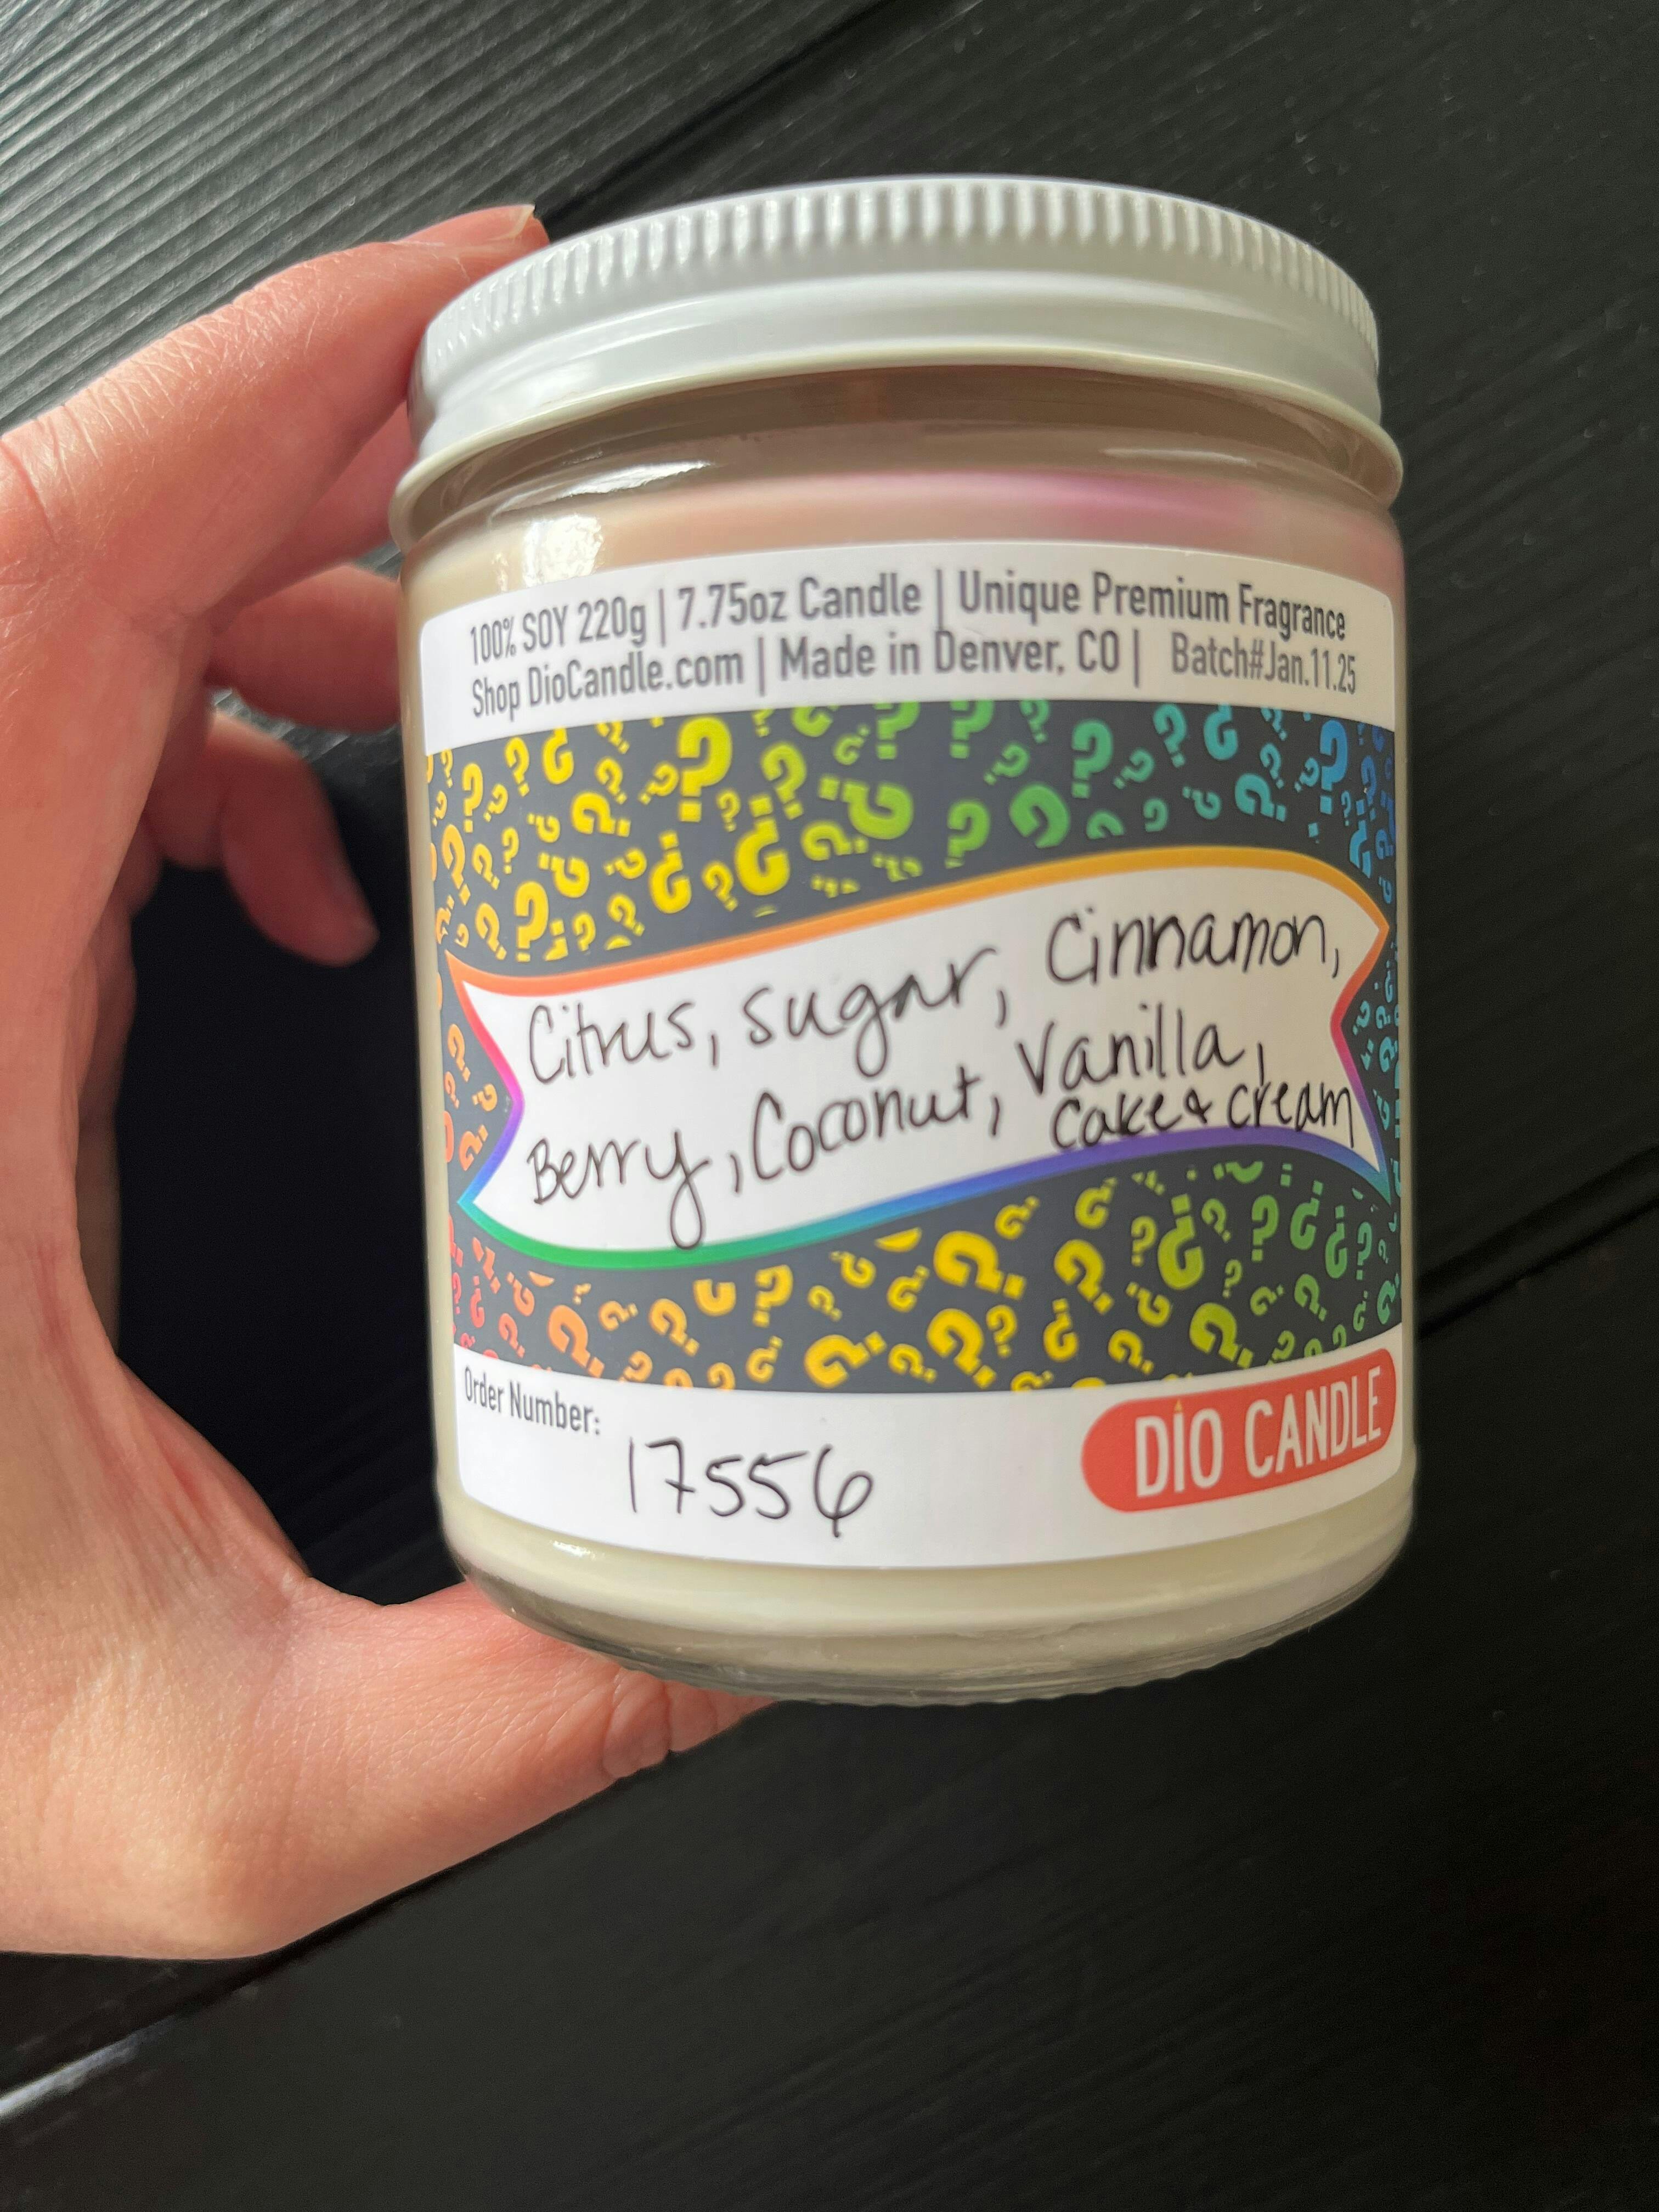 100% SOY 220g | 7.75oz Candle | Unique Premium Fragrance
Shop DioCandle.com | Made in Denver, CO | Batch#Jan.11.25
Citrus, sugar, Cinnamon,
Berry, Coconut, Vanilla,
Cake & cream
Order Number:
17556
DIO CANDLE